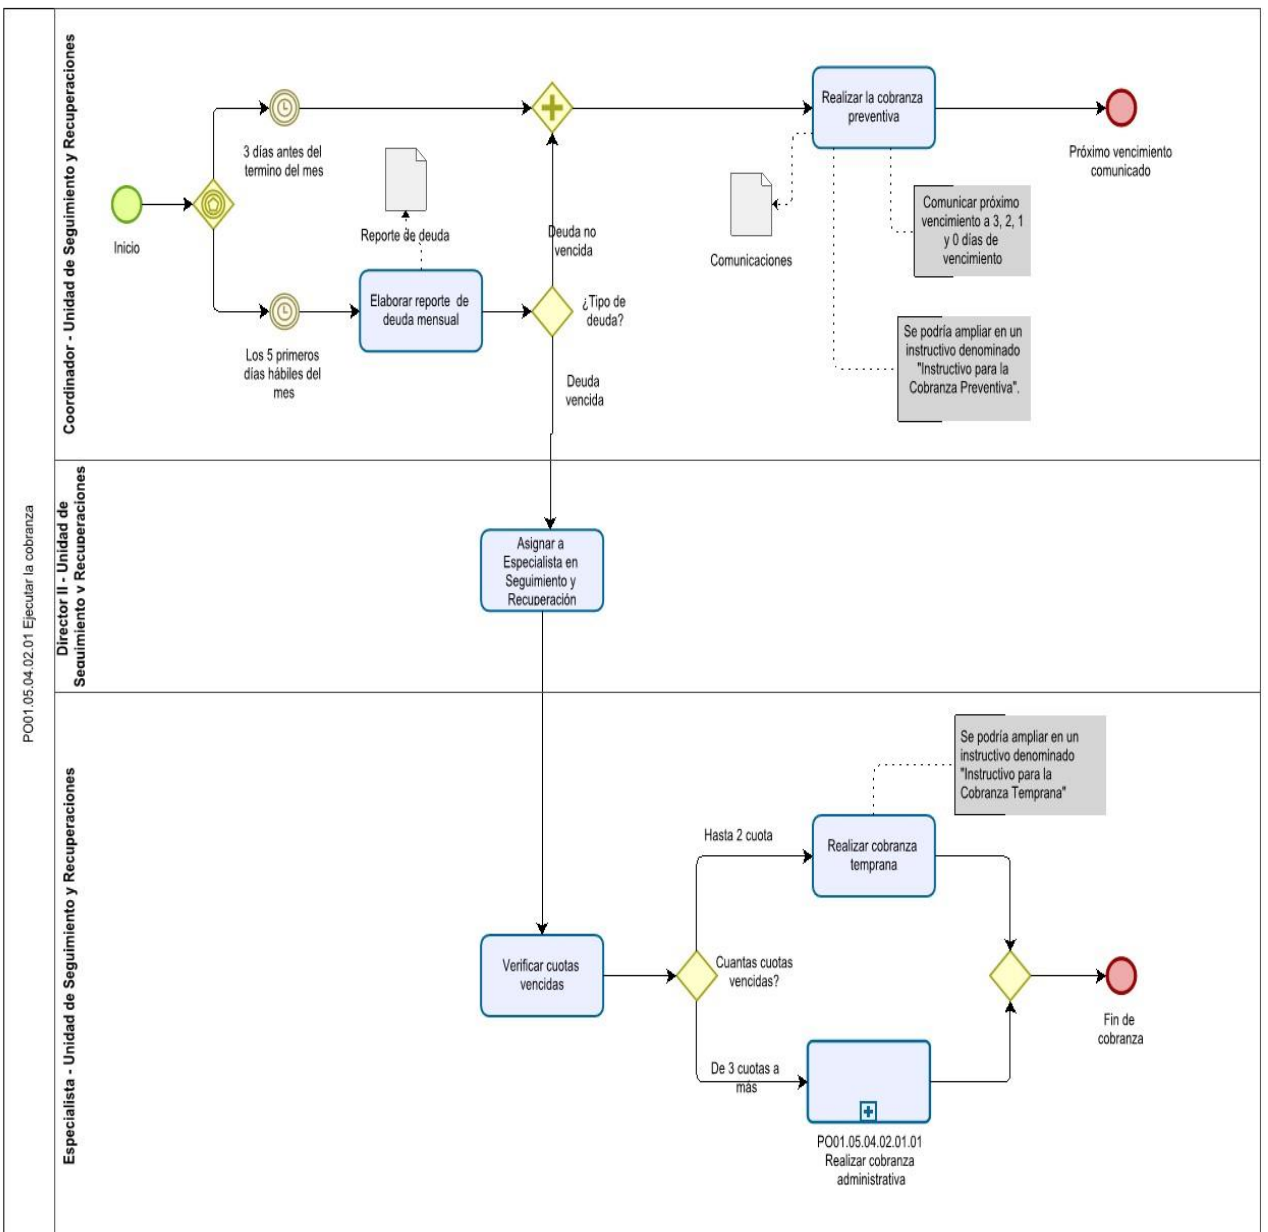 PO01.05.04.02.01 Ejecutar la cobranza
Coordinador - Unidad de Seguimiento y Recuperaciones
Inicio
3 días antes del
termino del mes
Los 5 primeros
días hábiles del
mes
Reporte de deuda
Elaborar reporte de
deuda mensual
Deuda no
vencida
¿Tipo de
deuda?
Deuda
vencida
Realizar la cobranza
preventiva
Comunicaciones
Comunicar próximo
vencimiento a 3, 2, 1
y 0 días de
vencimiento
Se podría ampliar en un
instructivo denominado
"Instructivo para la
Cobranza Preventiva".
Próximo vencimiento
comunicado
Director II - Unidad de
Seguimiento y Recuperaciones
Asignar a
Especialista en
Seguimiento y
Recuperación
Especialista - Unidad de Seguimiento y Recuperaciones
Verificar cuotas
vencidas
Cuantas cuotas
vencidas?
Hasta 2 cuota
De 3 cuotas a
más
Realizar cobranza
temprana
Se podría ampliar en un
instructivo denominado
"Instructivo para la
Cobranza Temprana"
PO01.05.04.02.01.01
Realizar cobranza
administrativa
Fin de
cobranza